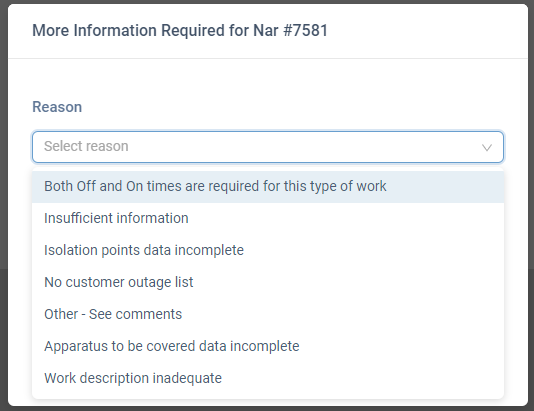 More Information Required for Nar #7581
Reason
Select reason
Both Off and On times are required for this type of work
Insufficient information
Isolation points data incomplete
No customer outage list
Other - See comments
Apparatus to be covered data incomplete
Work description inadequate